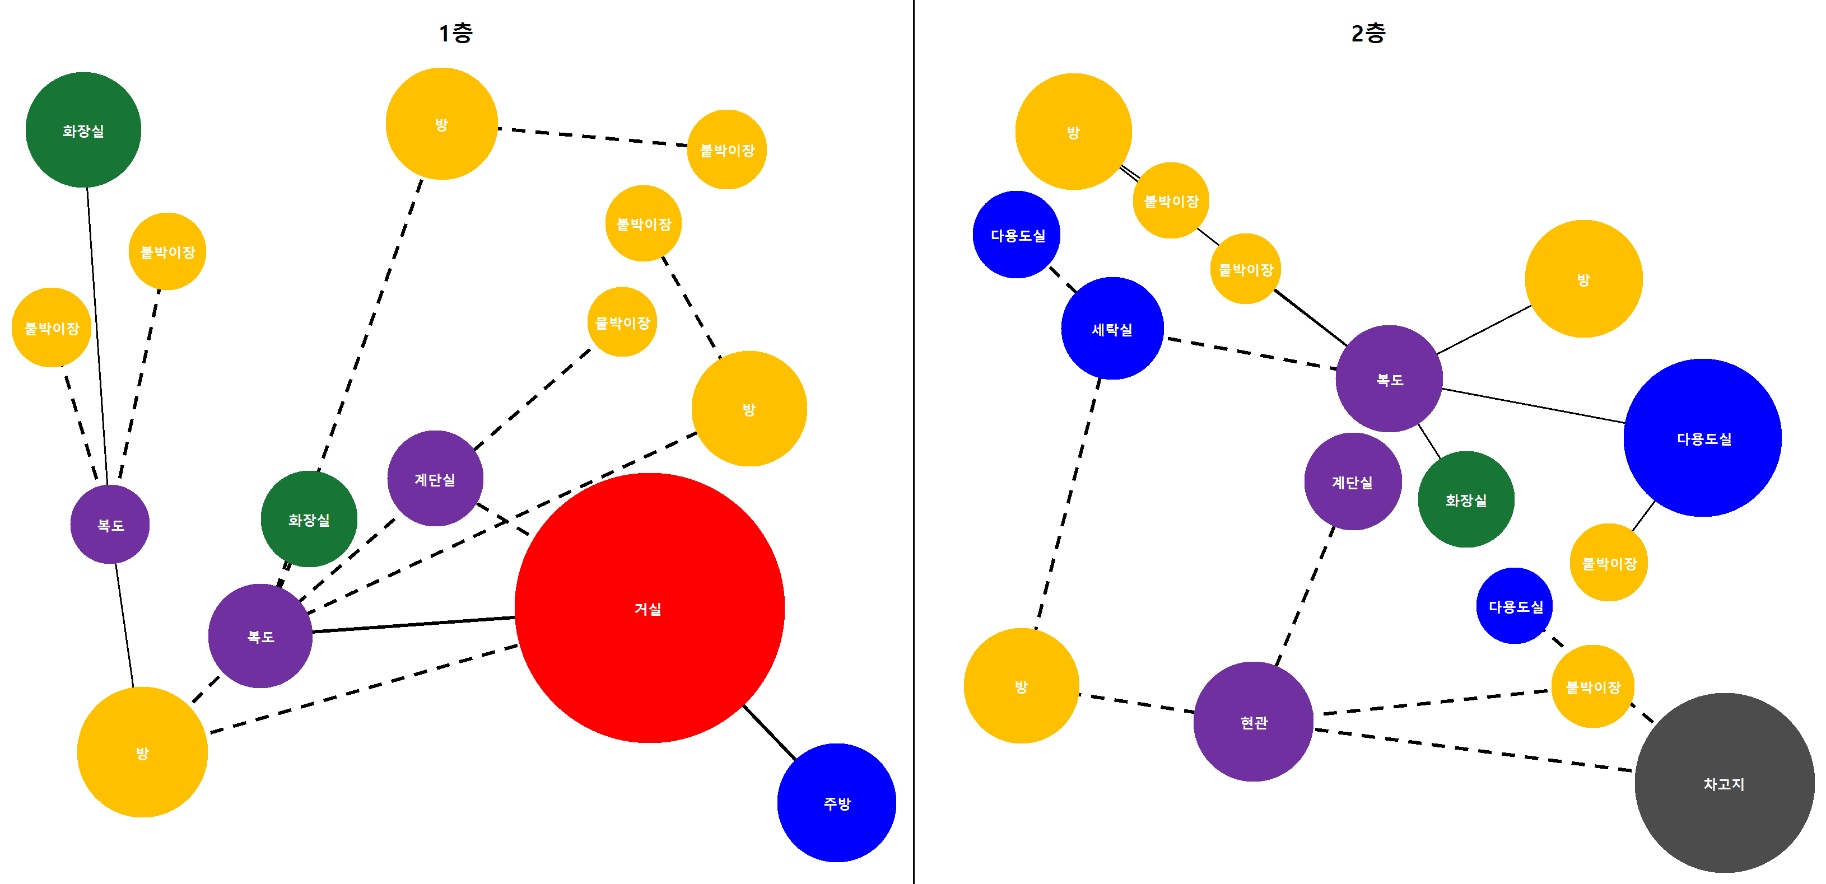 1층
화장실
방
붙박이장
붙박이장
붙박이장
붙박이장
붙박이장
방
계단실
화장실
복도
거실
복도
방
주방
2층
방
붙박이장
다용도실
붙박이장
방
세탁실
복도
다용도실
계단실
화장실
붙박이장
다용도실
방
붙박이장
현관
차고지